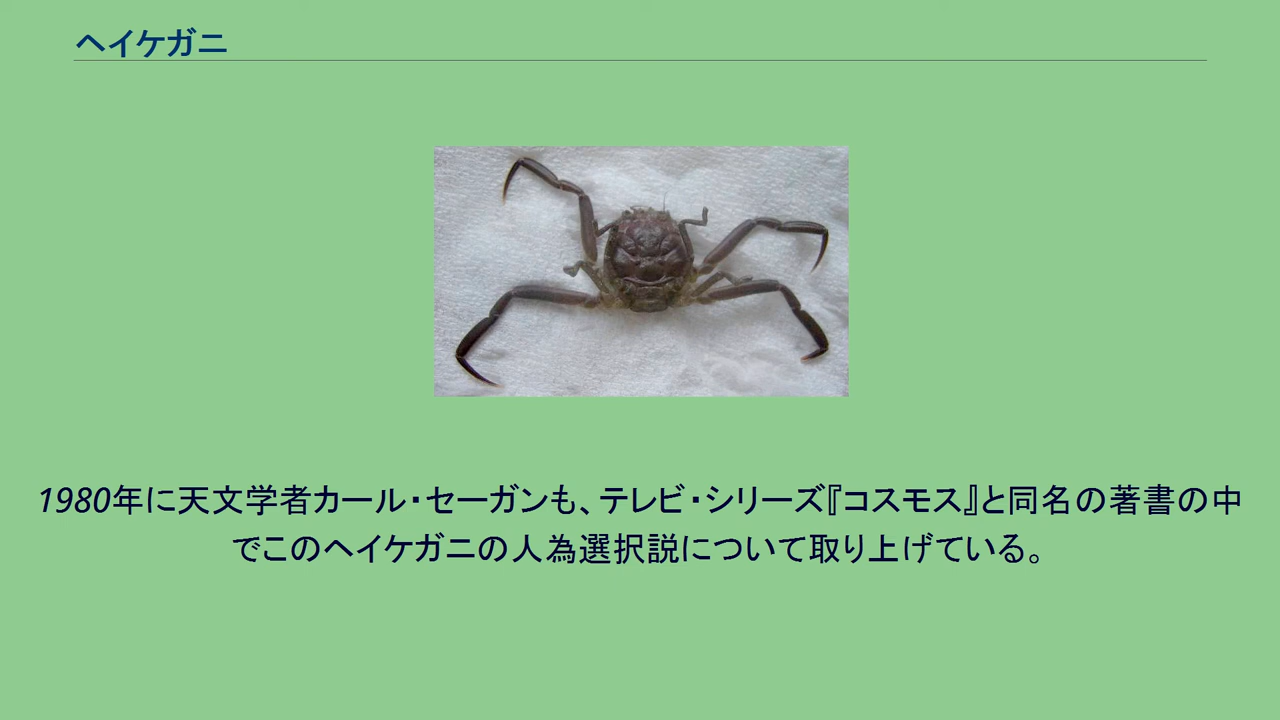 ヘイケガニ
1980年に天文学者カール・セーガンも、テレビ・シリーズ『コスモス』と同名の著書の中
でこのヘイケガニの人為選択説について取り上げている。